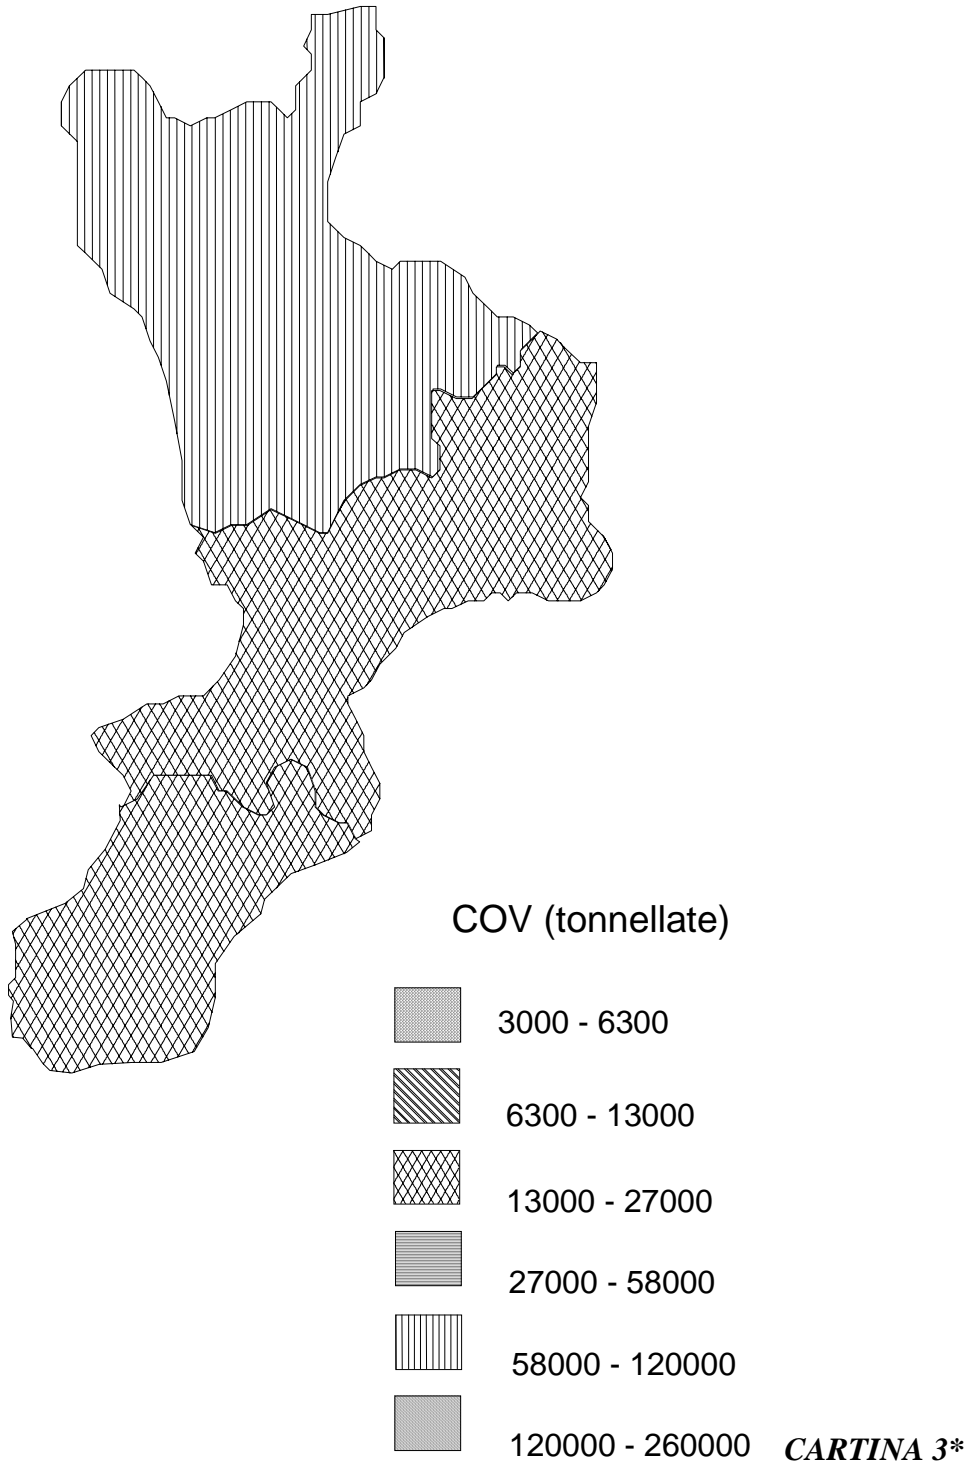 COV (tonnellate)
3000 - 6300
6300 - 13000
13000 - 27000
27000 - 58000
58000 - 120000
120000 - 260000
CARTINA 3*